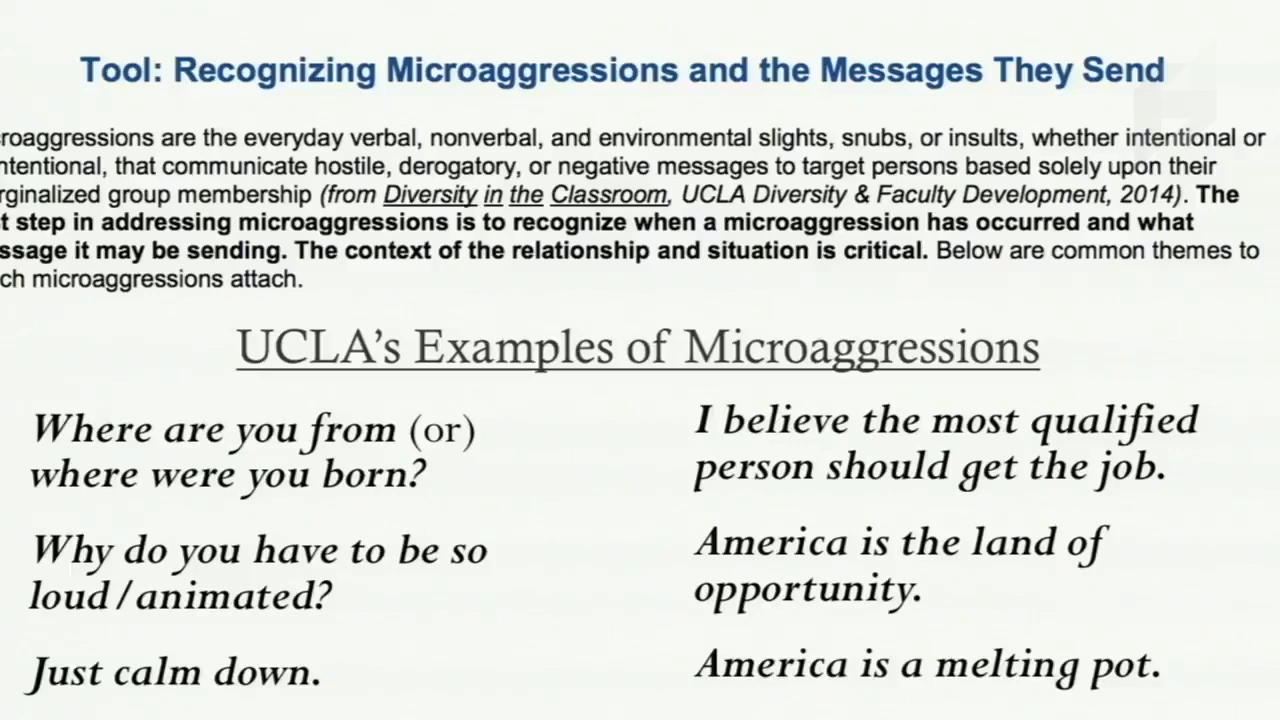 Tool: Recognizing Microaggressions and the Messages They Send
roaggressions are the everyday verbal, nonverbal, and environmental slights, snubs, or insults, whether intentional or
ntentional, that communicate hostile, derogatory, or negative messages to target persons based solely upon their
rginalized group membership (from Diversity in the Classroom, UCLA Diversity & Faculty Development, 2014). The
t step in addressing microaggressions is to recognize when a microaggression has occurred and what
ssage it may be sending. The context of the relationship and situation is critical. Below are common themes to
ch microaggressions attach.
UCLA's Examples of Microaggressions
Where are you from (or)
where were you born?
Why do you have to be so
loud/animated?
Just calm down.
I believe the most qualified
person should get the job.
America is the land of
opportunity.
America is a melting pot.